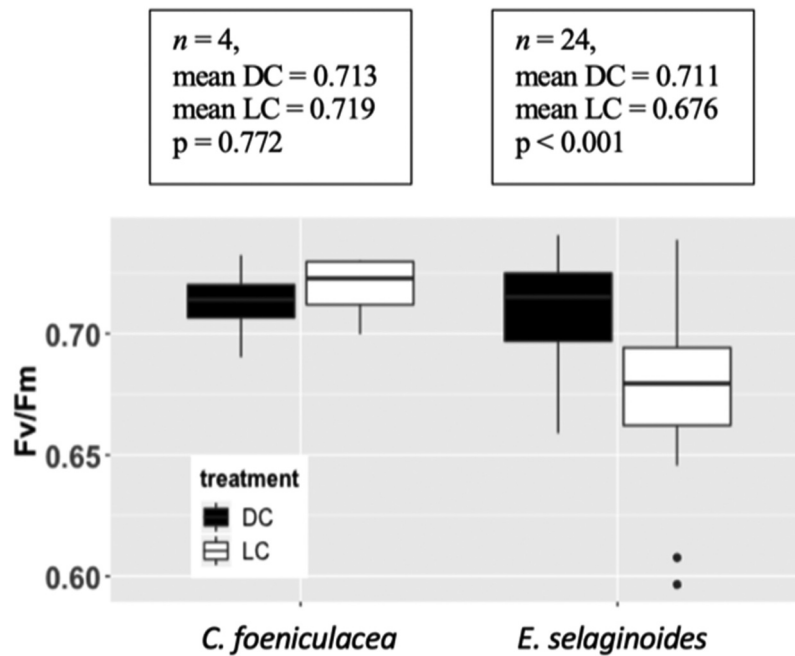 n = 4,
mean DC = 0.713
mean LC = 0.719
p = 0.772
n = 24,
mean DC = 0.711
mean LC = 0.676
p < 0.001
Fv/Fm
0.70
0.65
0.60
treatment
DC
LC
C. foeniculacea
E. selaginoides